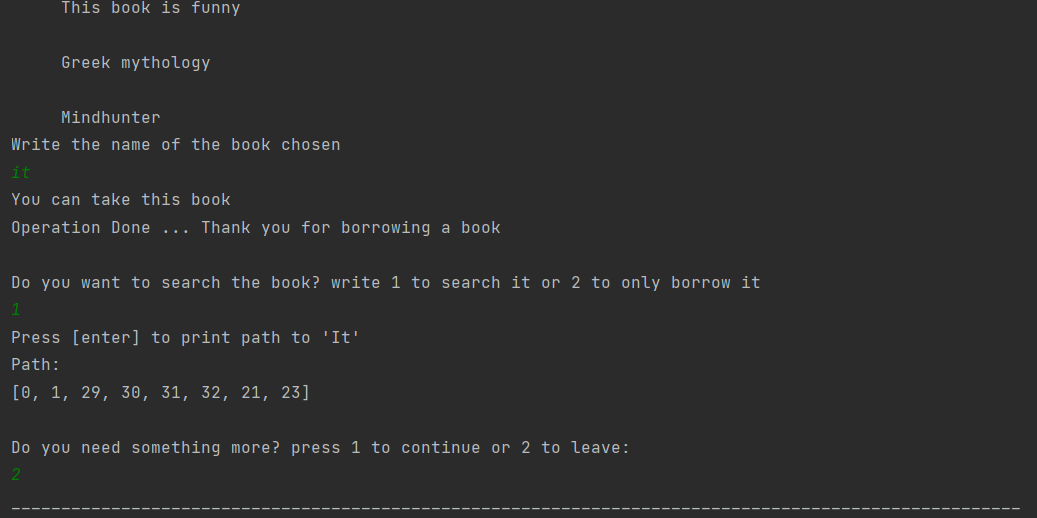 This book is funny
Greek mythology
Mindhunter
Write the name of the book chosen
it
You can take this book
Operation Done ... Thank you for borrowing a book
Do you want to search the book? write 1 to search it or 2 to only borrow it
1
Press [enter] to print path to 'It'
Path:
[0, 1, 29, 30, 31, 32, 21, 23]
Do you need something more? press 1 to continue or 2 to leave:
2
_____________________________________________________________________________________________________